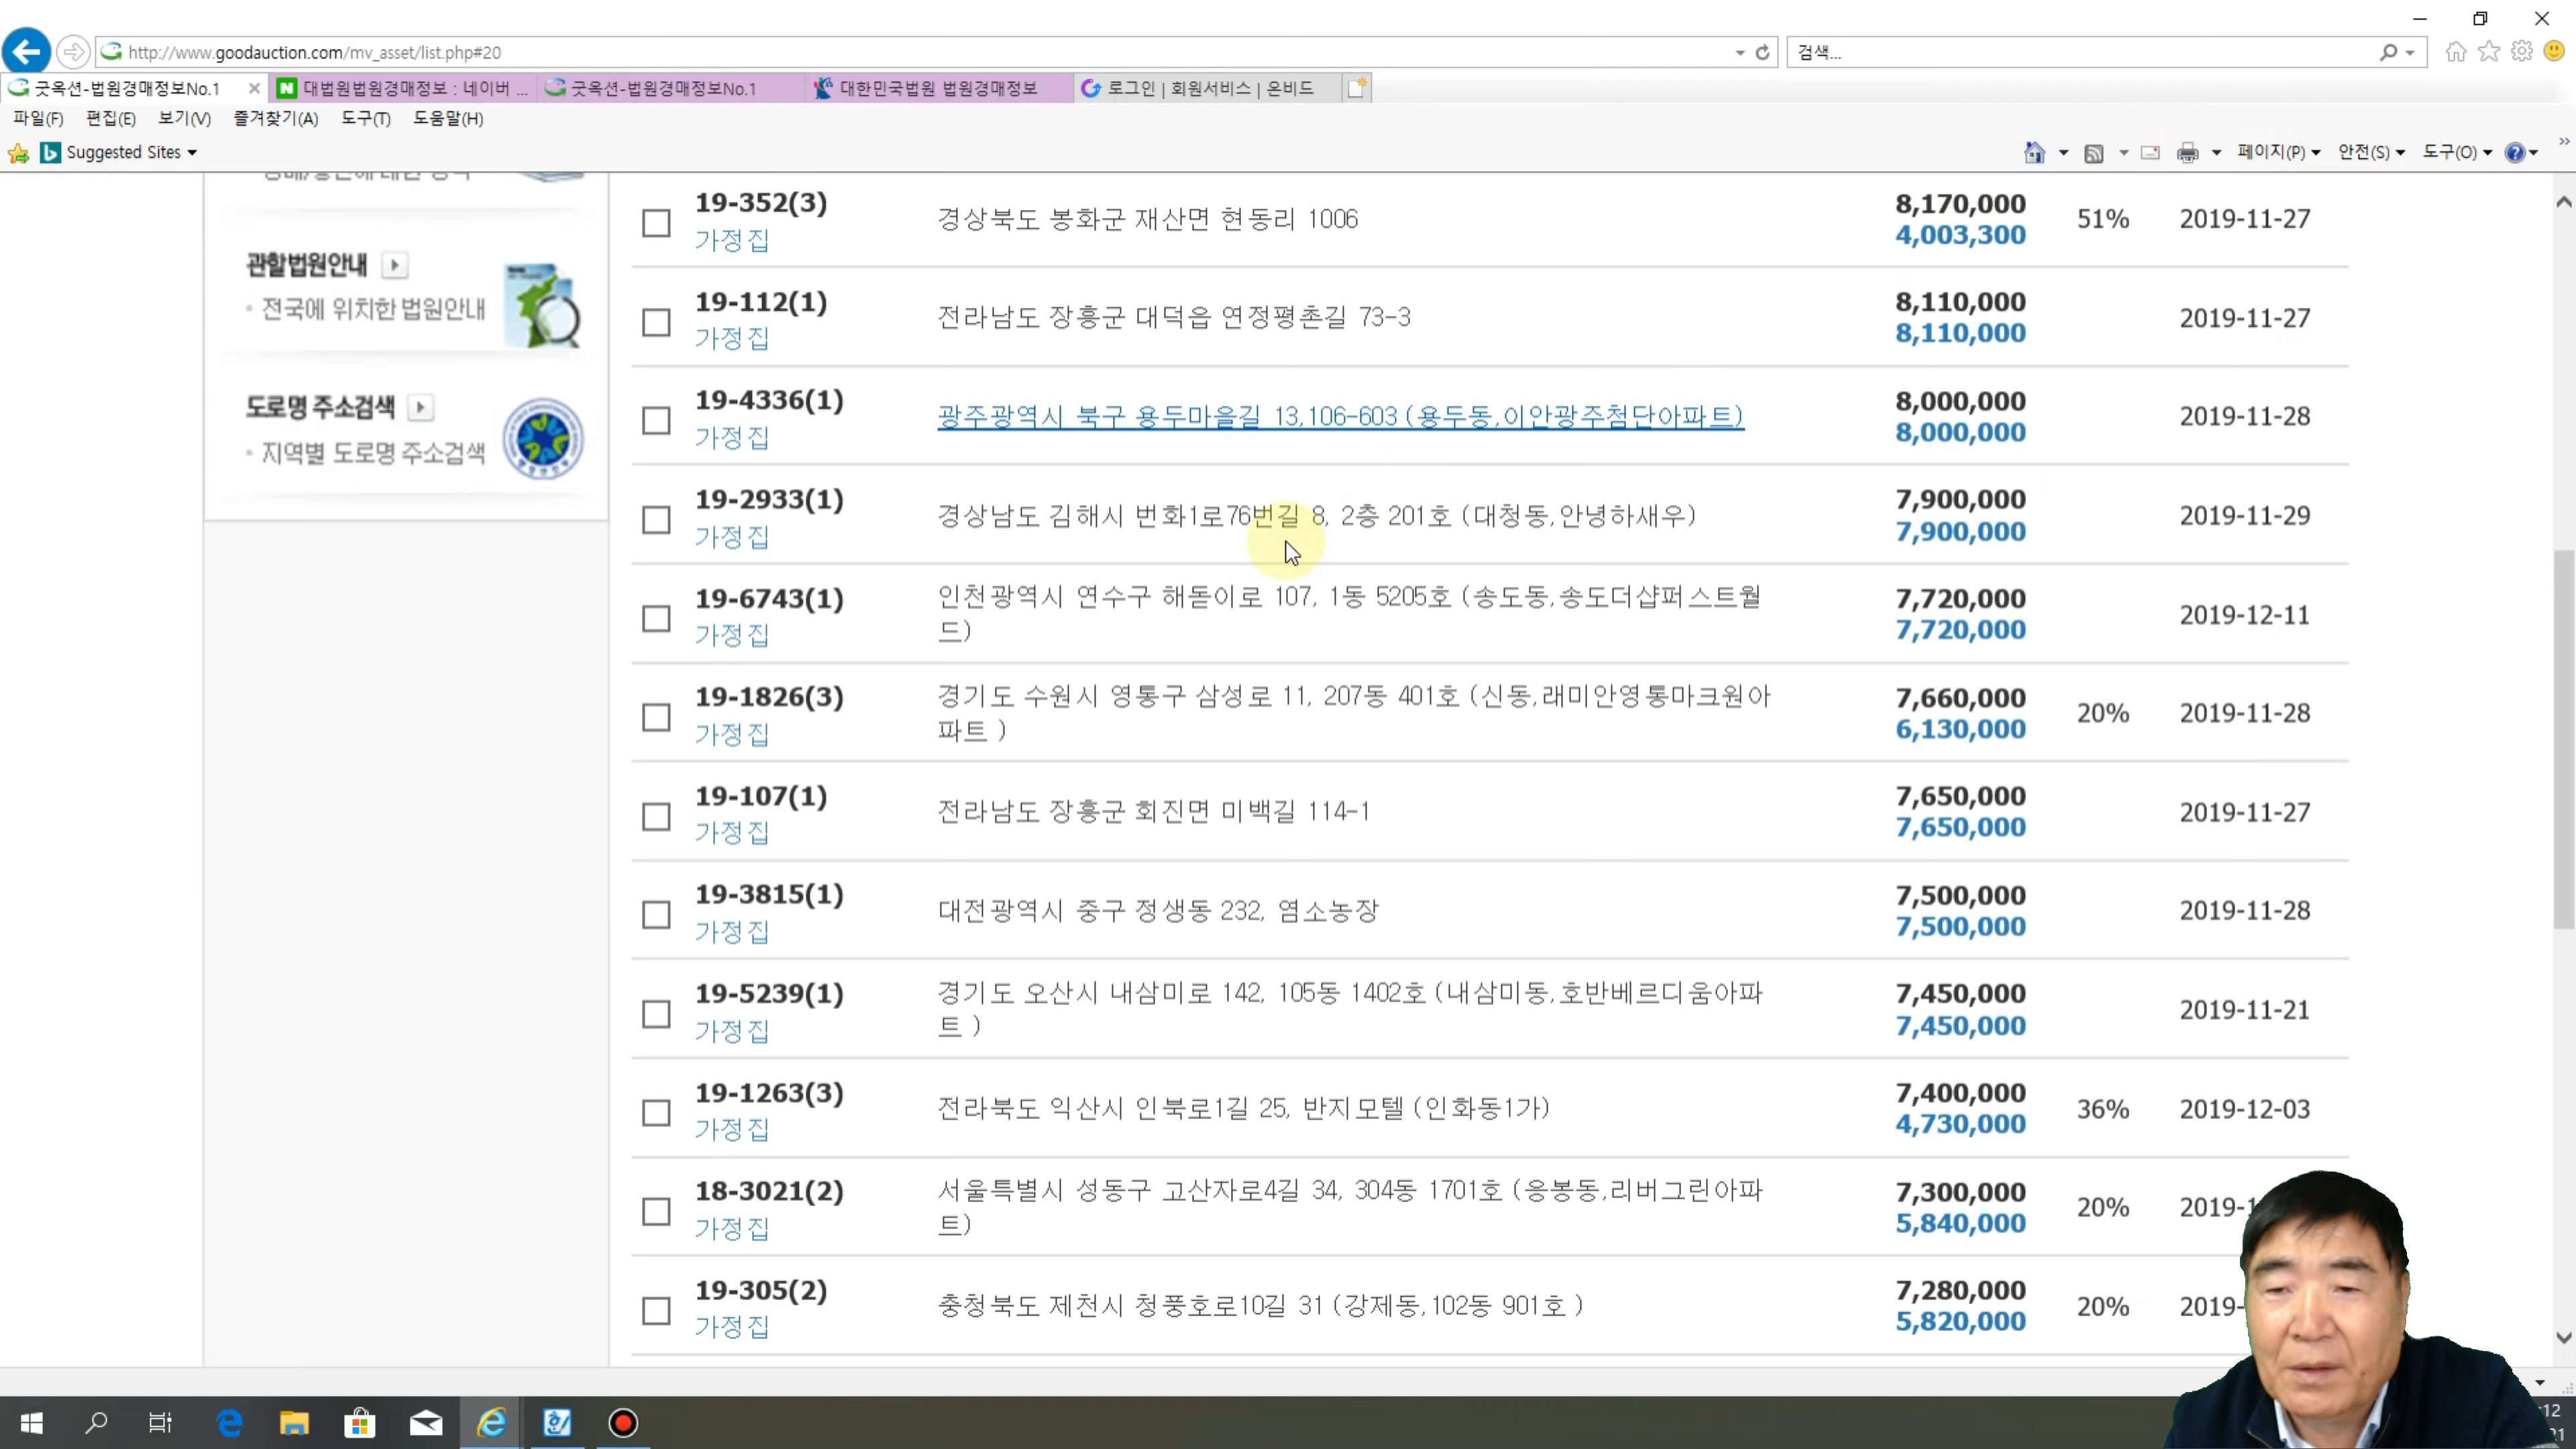 http://www.goodauction.com/mv_asset/list.php#20
검색...
굿옥션-법원경매정보No.1
대법원법원경매정보 : 네이버 ...
굿옥션-법원경매정보No.1
대한민국법원 법원경매정보
로그인 | 회원서비스 | 온비드
파일(F) 편집(E) 보기(V) 즐겨찾기(A) 도구(T) 도움말(H)
Suggested Sites
페이지(P) 안전(S) 도구(O)
관할법원안내
· 전국에 위치한 법원안내
도로명 주소검색
· 지역별 도로명 주소검색
19-352(3)
가정집
경상북도 봉화군 재산면 현동리 1006
8,170,000
4,003,300
51%
2019-11-27
19-112(1)
가정집
전라남도 장흥군 대덕읍 연정평촌길 73-3
8,110,000
8,110,000
2019-11-27
19-4336(1)
가정집
광주광역시 북구 용두마을길 13,106-603 (용두동,이안광주첨단아파트)
8,000,000
8,000,000
2019-11-28
19-2933(1)
가정집
경상남도 김해시 번화1로76번길 8, 2층 201호 (대청동,안녕하새우)
7,900,000
7,900,000
2019-11-29
19-6743(1)
가정집
인천광역시 연수구 해돋이로 107, 1동 5205호 (송도동,송도더샵퍼스트월
드)
7,720,000
7,720,000
2019-12-11
19-1826(3)
가정집
경기도 수원시 영통구 삼성로 11, 207동 401호 (신동,래미안영통마크원아
파트 )
7,660,000
6,130,000
20%
2019-11-28
19-107(1)
가정집
전라남도 장흥군 회진면 미백길 114-1
7,650,000
7,650,000
2019-11-27
19-3815(1)
가정집
대전광역시 중구 정생동 232, 염소농장
7,500,000
7,500,000
2019-11-28
19-5239(1)
가정집
경기도 오산시 내삼미로 142, 105동 1402호 (내삼미동,호반베르디움아파
트 )
7,450,000
7,450,000
2019-11-21
19-1263(3)
가정집
전라북도 익산시 인북로1길 25, 반지모텔 (인화동1가)
7,400,000
4,730,000
36%
2019-12-03
18-3021(2)
가정집
서울특별시 성동구 고산자로4길 34, 304동 1701호 (응봉동,리버그린아파
트)
7,300,000
5,840,000
20%
2019-1
19-305(2)
가정집
충청북도 제천시 청풍호로10길 31 (강제동,102동 901호 )
7,280,000
5,820,000
20%
2019-
:12
21